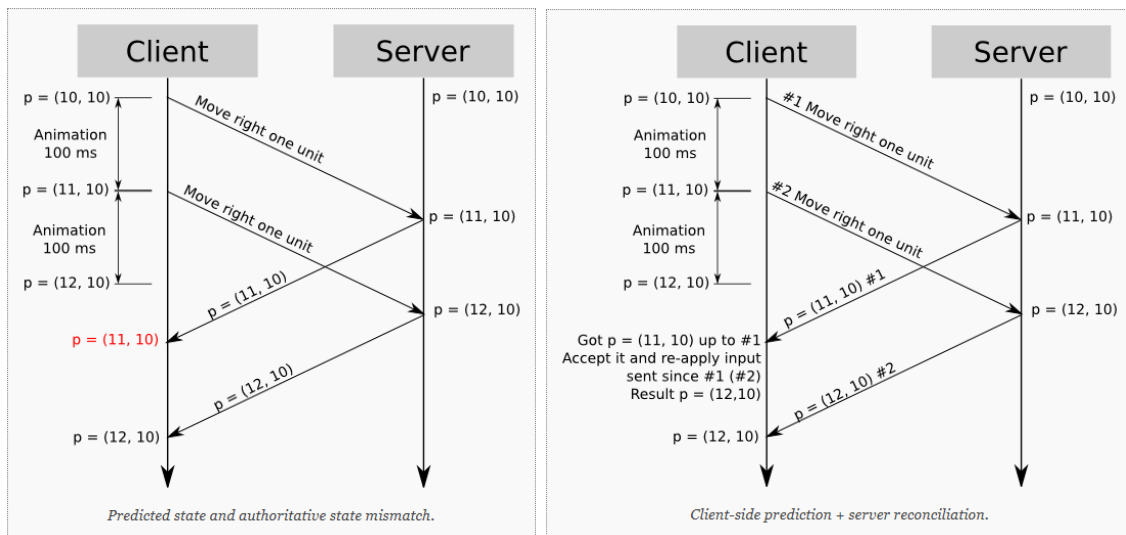 Client
Server
p = (10, 10)
p = (10, 10)
Move right one unit
Animation
100 ms
p = (11, 10)
p = (11, 10)
Move right one unit
Animation
100 ms
p = (12, 10)
p = (11, 10)
p = (12, 10)
p = (11, 10)
p = (12, 10)
p = (12, 10)
Predicted state and authoritative state mismatch.
Client
Server
p = (10, 10)
p = (10, 10)
#1 Move right one unit
Animation
100 ms
p = (11, 10)
p = (11, 10)
#2 Move right one unit
Animation
100 ms
p = (12, 10)
p = (11, 10) #1
p = (12, 10)
Got p = (11, 10) up to #1
Accept it and re-apply input
sent since #1 (#2)
Result p = (12,10)
p = (12, 10) #2
p = (12, 10)
Client-side prediction + server reconciliation.